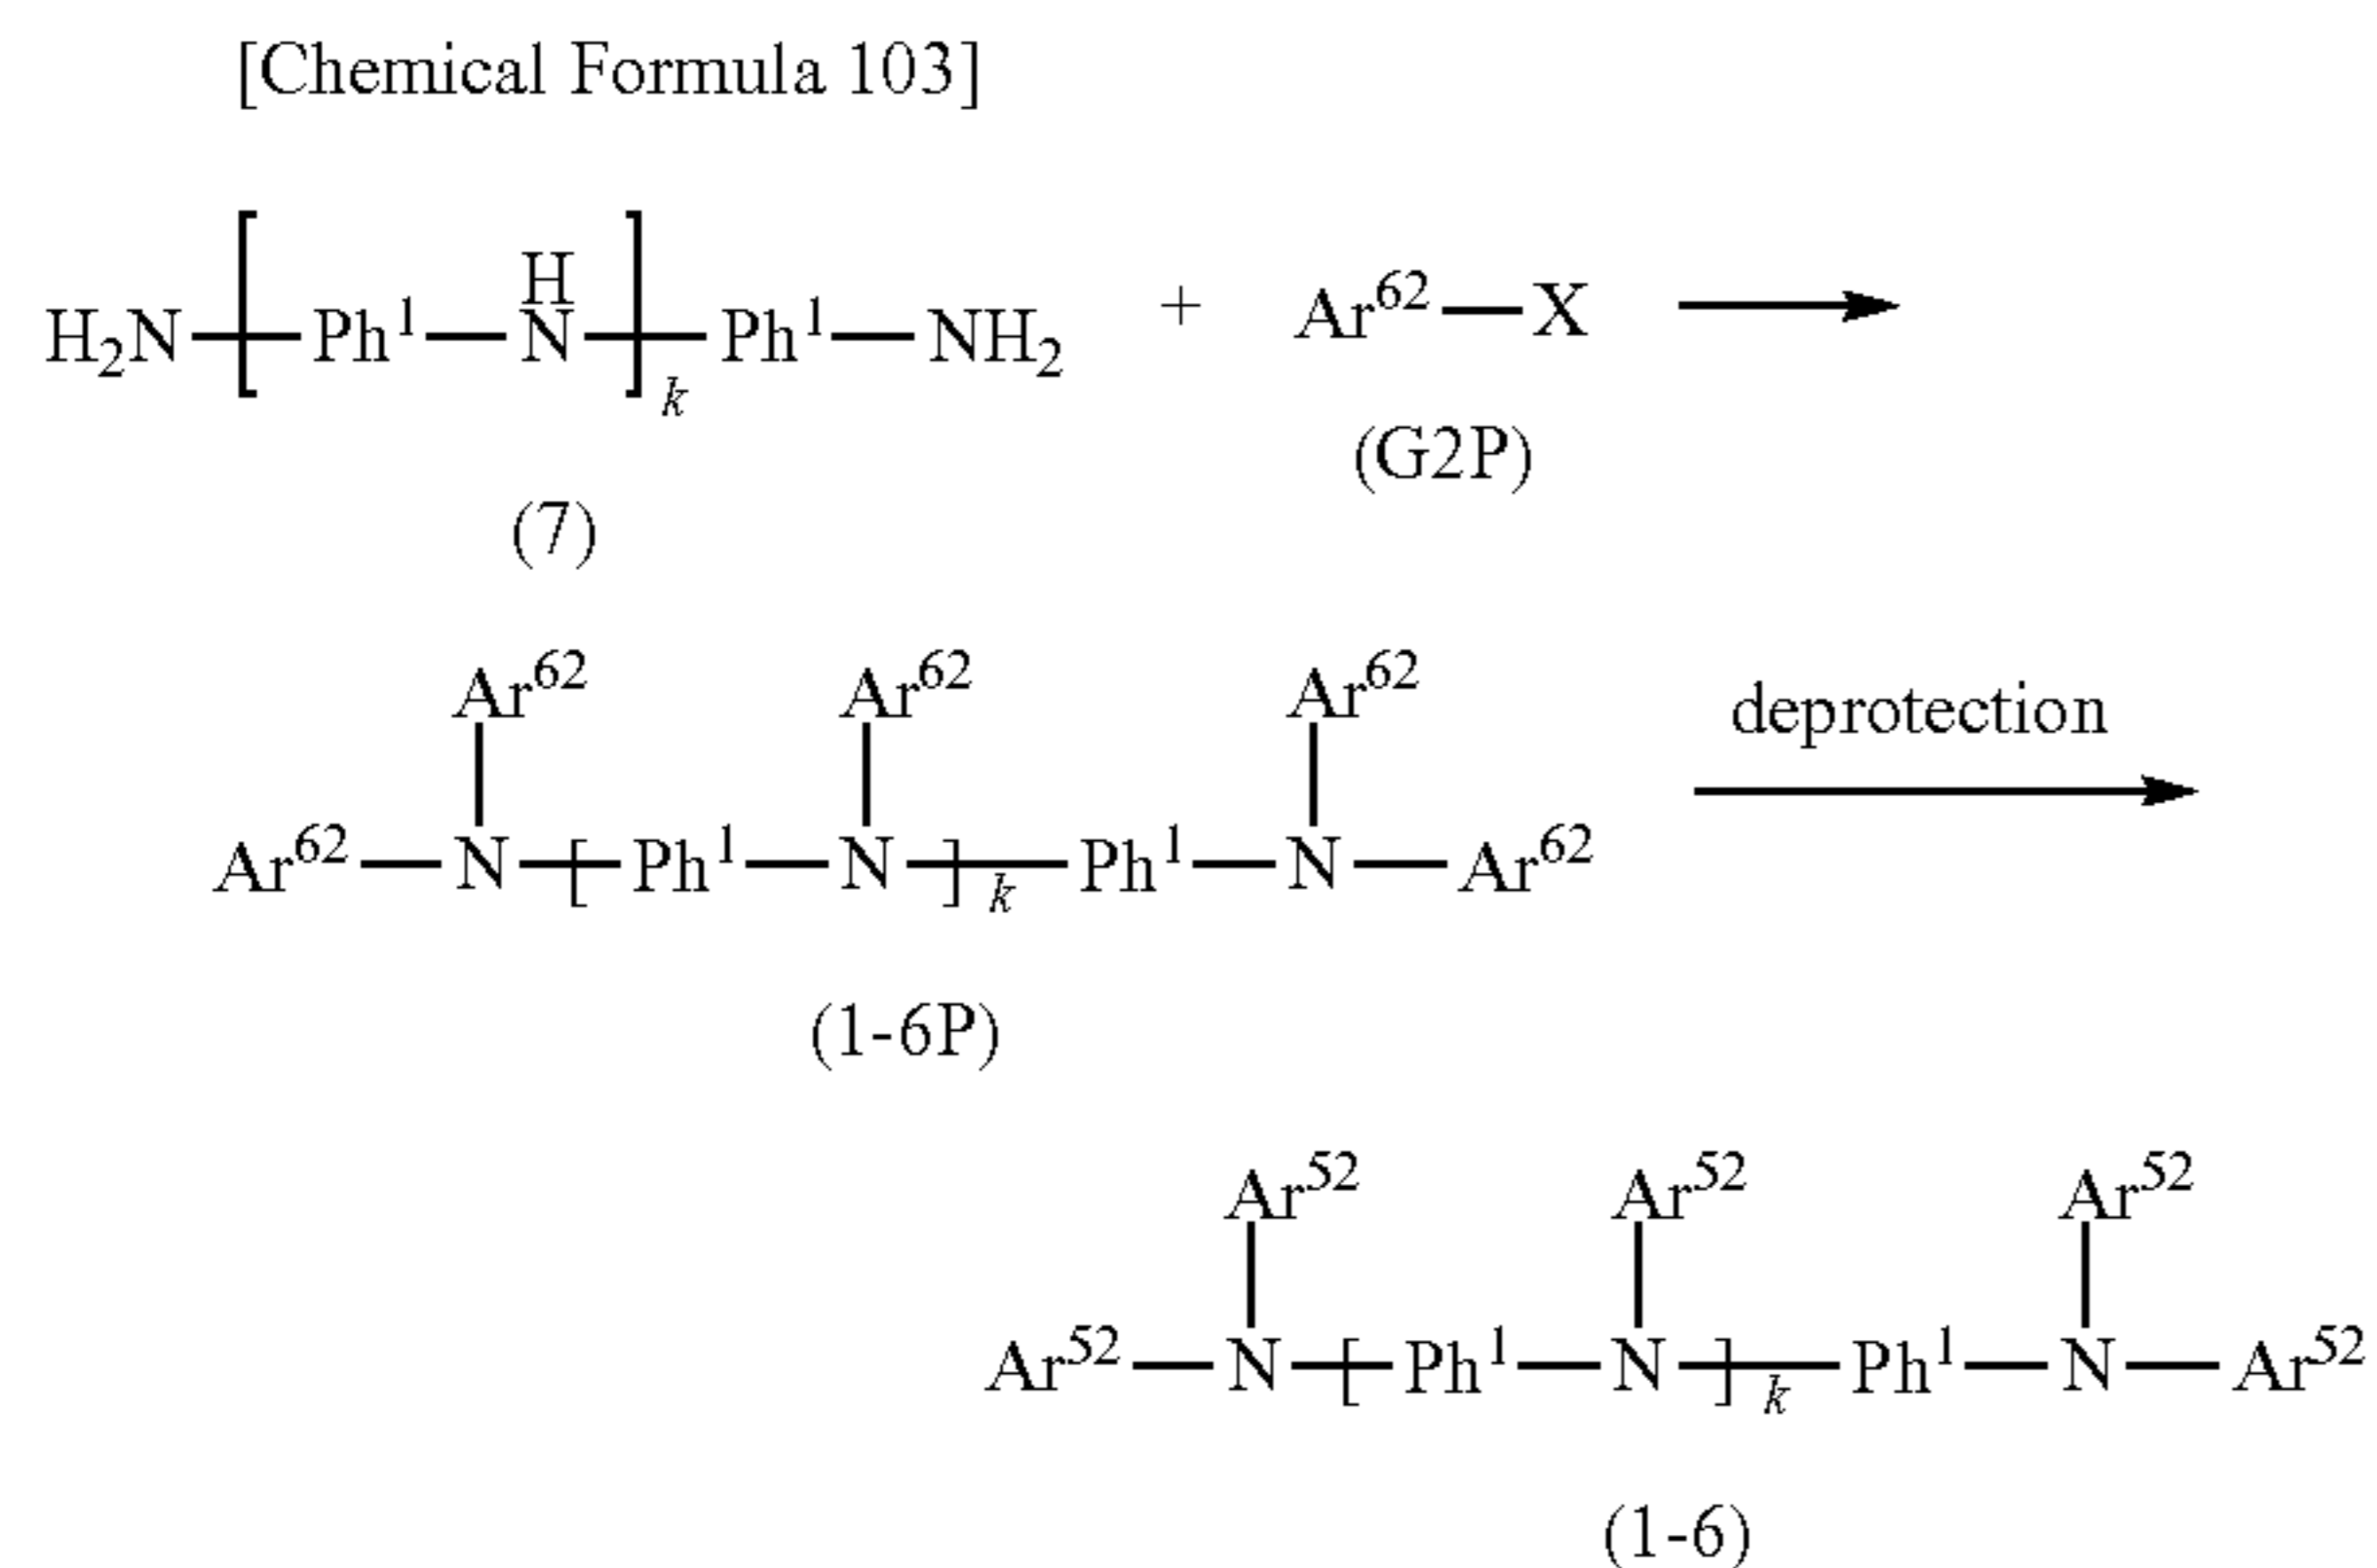 [Chemical Formula 103]
H₂N [ Ph¹ — H N ]k Ph¹ — NH₂ + Ar⁶² — X
(G2P)
(7)
Ar⁶² Ar⁶² Ar⁶²
deprotection
Ar⁶² — N [ Ph¹ — N ]k Ph¹ — N — Ar⁶²
(1-6P)
Ar⁵² Ar⁵² Ar⁵²
Ar⁵² — N [ Ph¹ — N ]k Ph¹ — N — Ar⁵²
(1-6)